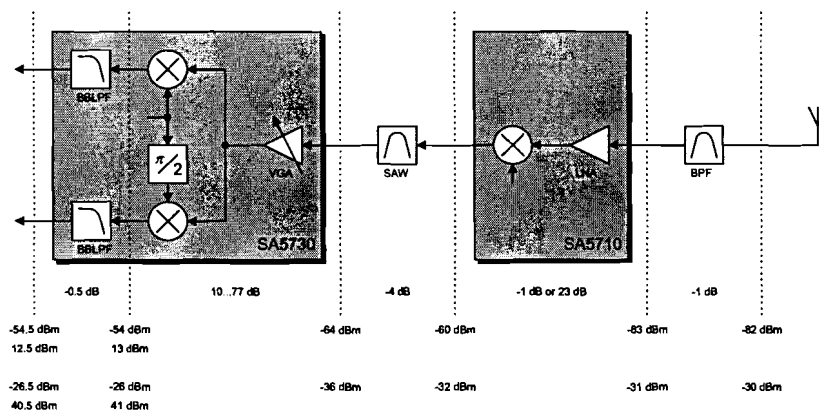 BBLPF
π/2
VGA
SAW
LNA
BPF
BBLPF
SA5730
SA5710
-0.5 dB 10...77 dB -4 dB -1 dB or 23 dB -1 dB
-54.5 dBm -54 dBm -64 dBm -60 dBm -83 dBm -82 dBm
12.5 dBm 13 dBm
-26.5 dBm -26 dBm -36 dBm -32 dBm -31 dBm -30 dBm
40.5 dBm 41 dBm